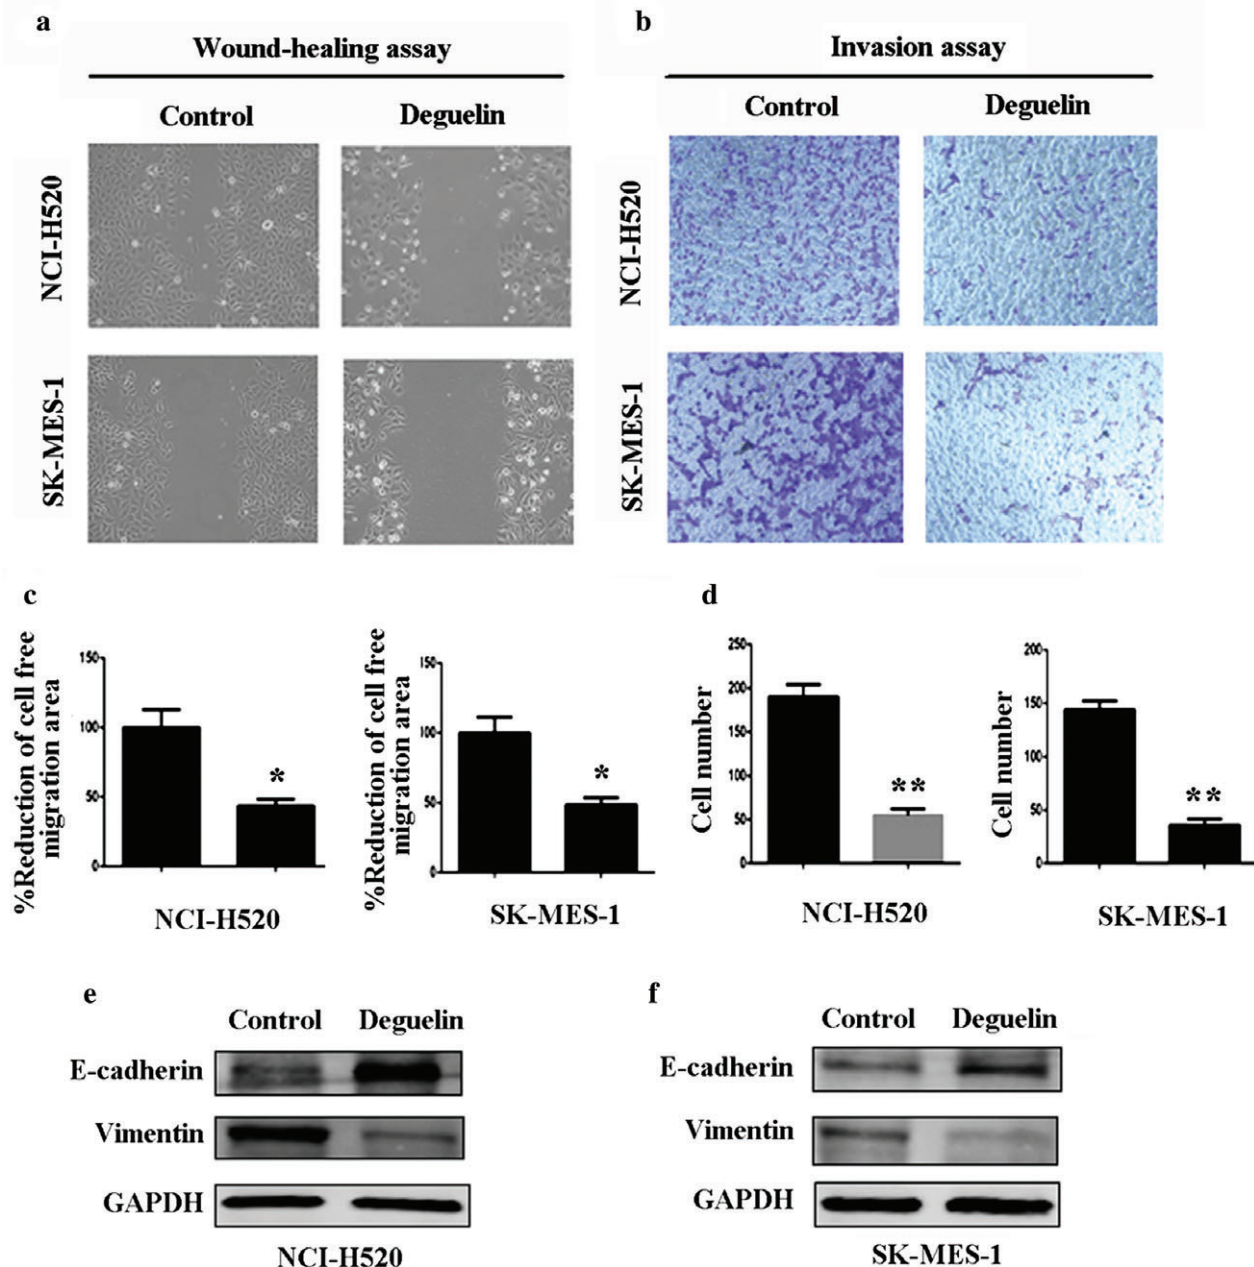 a
Wound-healing assay
Control Deguelin
NCI-H520
SK-MES-1
b
Invasion assay
Control Deguelin
NCI-H520
SK-MES-1
c
%Reduction of cell free
migration area
150
100
50
0
*
NCI-H520
%Reduction of cell free
migration area
150
100
50
0
*
SK-MES-1
d
Cell number
250
200
150
100
50
0
**
NCI-H520
Cell number
200
150
100
50
0
**
SK-MES-1
e
Control Deguelin
E-cadherin
Vimentin
GAPDH
NCI-H520
f
Control Deguelin
E-cadherin
Vimentin
GAPDH
SK-MES-1